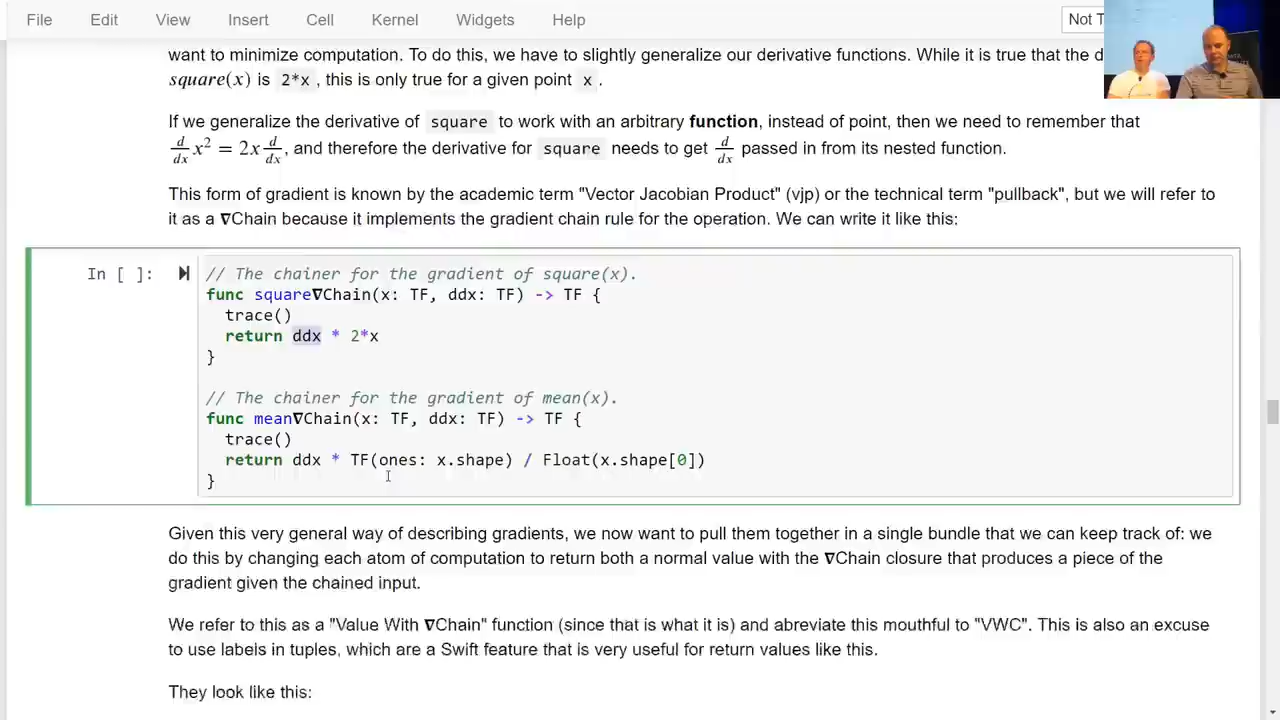 File Edit View Insert Cell Kernel Widgets Help Not T
want to minimize computation. To do this, we have to slightly generalize our derivative functions. While it is true that the d
square(x) is 2*x , this is only true for a given point x .
If we generalize the derivative of square to work with an arbitrary function, instead of point, then we need to remember that
d/dx x² = 2x d/dx, and therefore the derivative for square needs to get d/dx passed in from its nested function.
This form of gradient is known by the academic term "Vector Jacobian Product" (vjp) or the technical term "pullback", but we will refer to
it as a 𝛁Chain because it implements the gradient chain rule for the operation. We can write it like this:
In [ ]: // The chainer for the gradient of square(x).
func square𝛁Chain(x: TF, ddx: TF) -> TF {
trace()
return ddx * 2*x
}
// The chainer for the gradient of mean(x).
func mean𝛁Chain(x: TF, ddx: TF) -> TF {
trace()
return ddx * TF(ones: x.shape) / Float(x.shape[0])
}
Given this very general way of describing gradients, we now want to pull them together in a single bundle that we can keep track of: we
do this by changing each atom of computation to return both a normal value with the 𝛁Chain closure that produces a piece of the
gradient given the chained input.
We refer to this as a "Value With 𝛁Chain" function (since that is what it is) and abreviate this mouthful to "VWC". This is also an excuse
to use labels in tuples, which are a Swift feature that is very useful for return values like this.
They look like this: